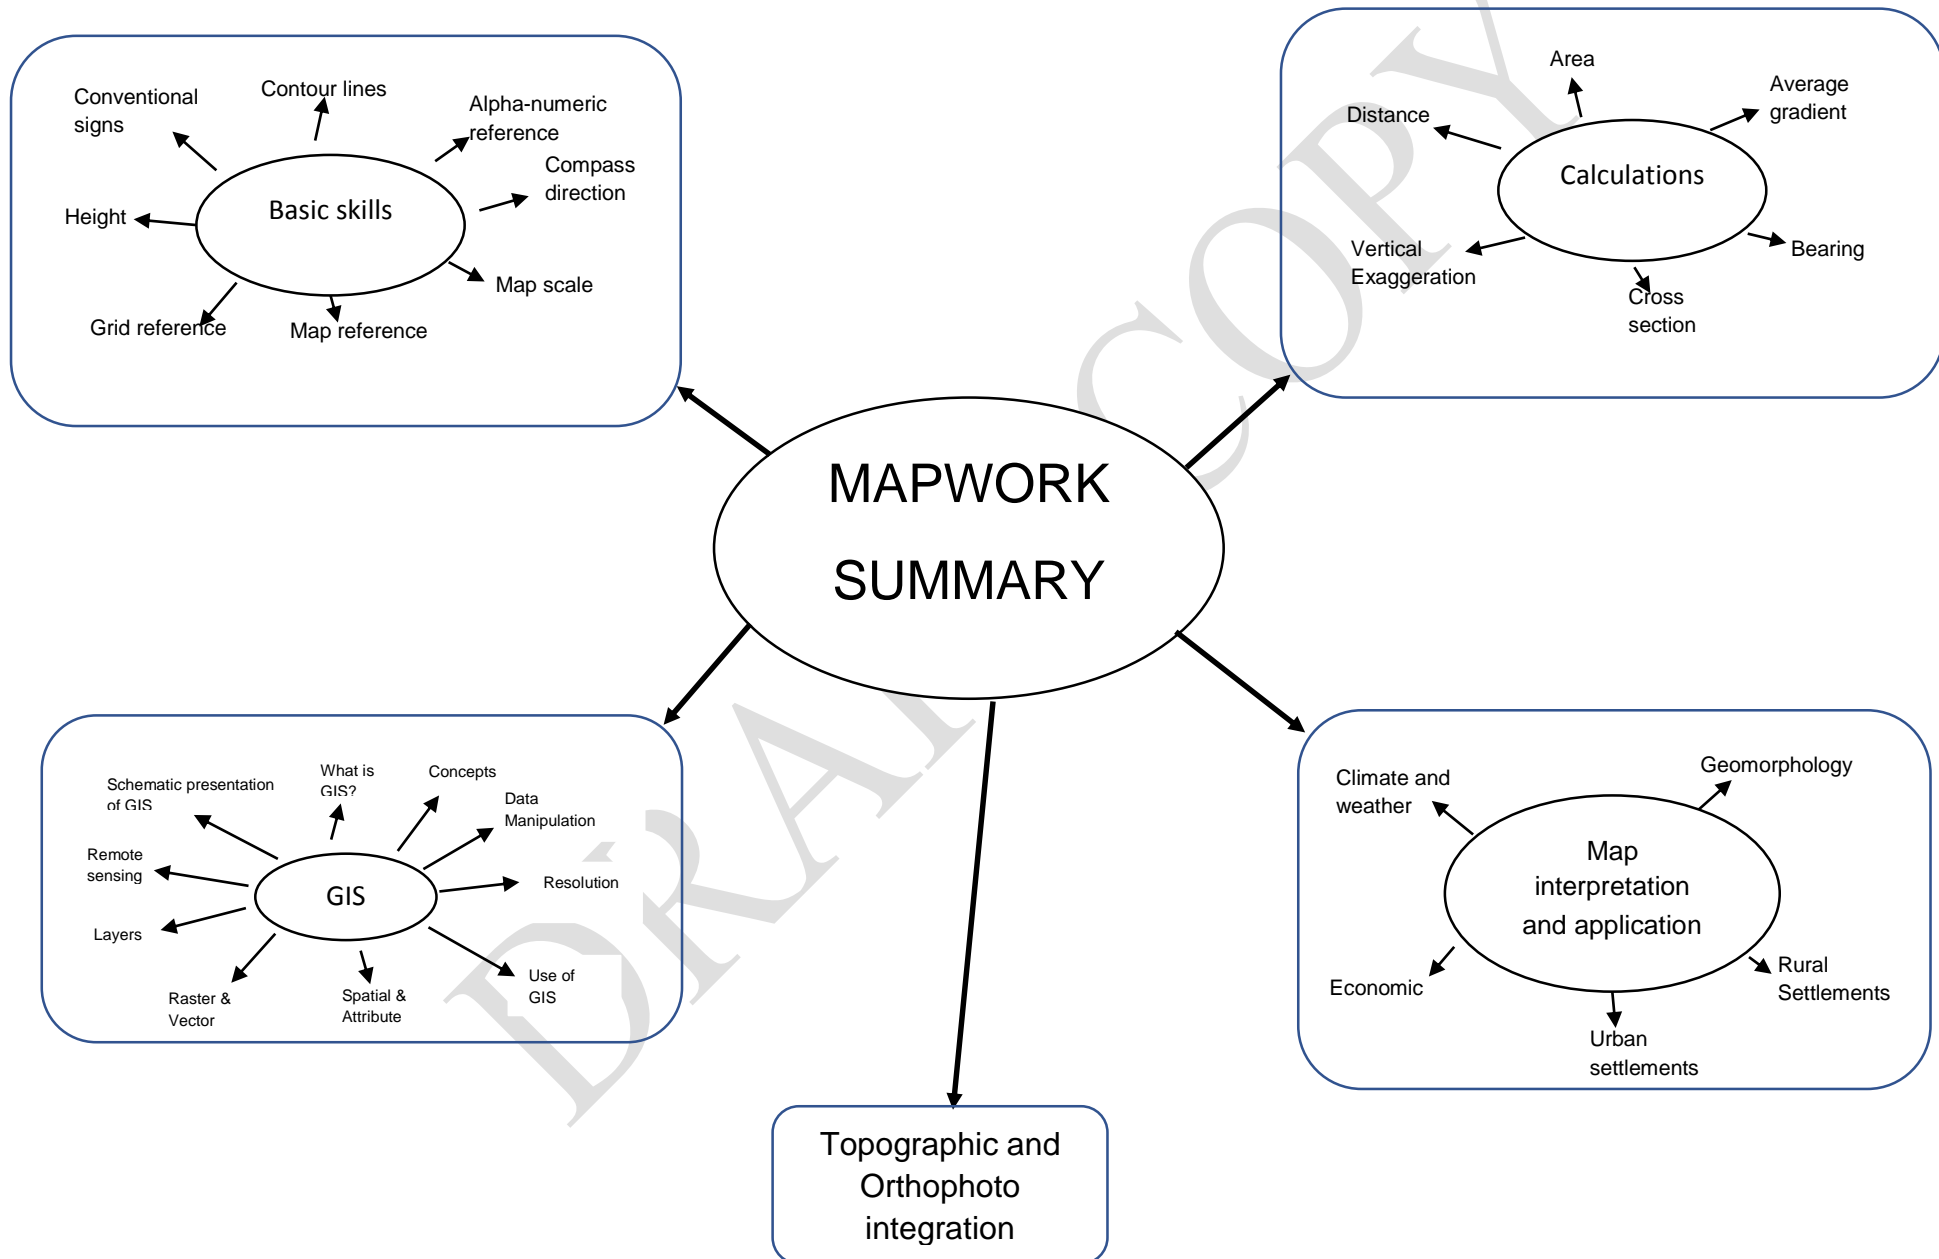 Conventional
signs
Contour lines
Alpha-numeric
reference
Compass
direction
Basic skills
Height
Map scale
Grid reference
Map reference
Area
Average
gradient
Distance
Calculations
Vertical
Exaggeration
Bearing
Cross
section
MAPWORK
SUMMARY
Schematic presentation
of GIS
What is
GIS?
Concepts
Data
Manipulation
Remote
sensing
GIS
Resolution
Layers
Raster &
Vector
Spatial &
Attribute
Use of
GIS
Climate and
weather
Geomorphology
Map
interpretation
and application
Economic
Rural
Settlements
Urban
settlements
Topographic and
Orthophoto
integration
DRAFT COPY